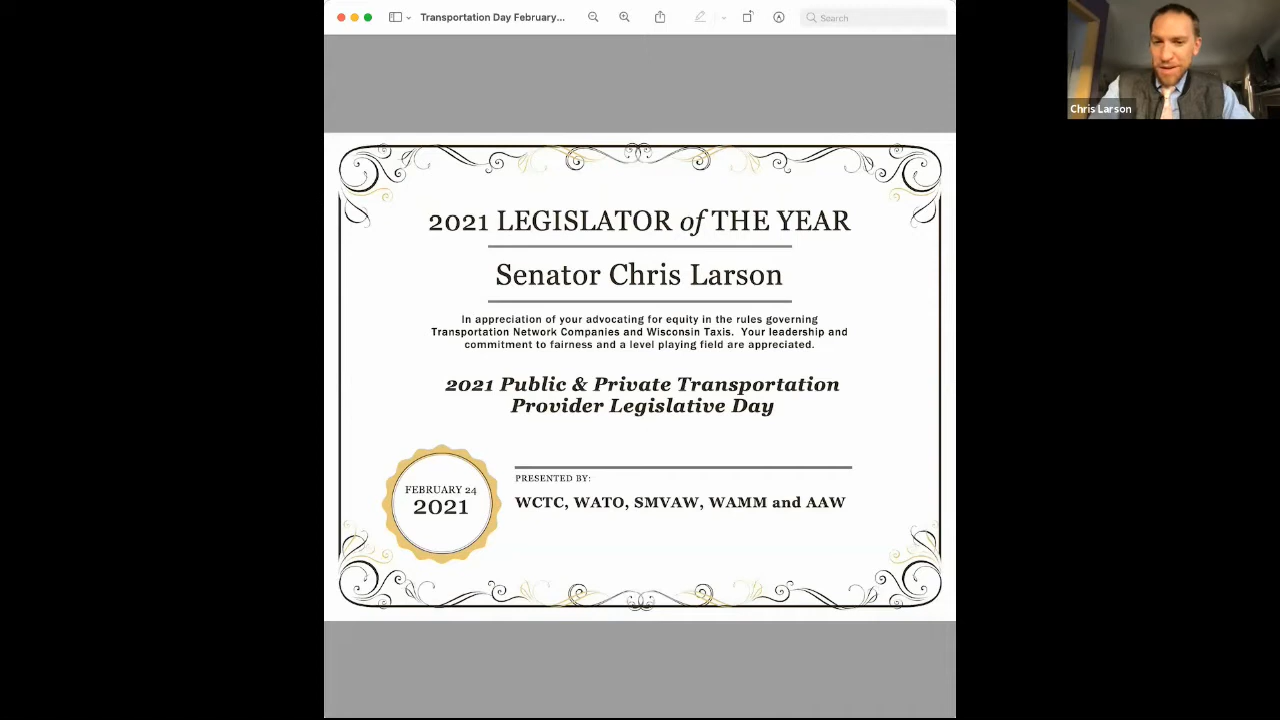 Transportation Day February...
Search
Chris Larson
2021 LEGISLATOR of THE YEAR
Senator Chris Larson
In appreciation of your advocating for equity in the rules governing
Transportation Network Companies and Wisconsin Taxis. Your leadership and
commitment to fairness and a level playing field are appreciated.
2021 Public & Private Transportation
Provider Legislative Day
FEBRUARY 24
2021
PRESENTED BY:
WCTC, WATO, SMVAW, WAMM and AAW